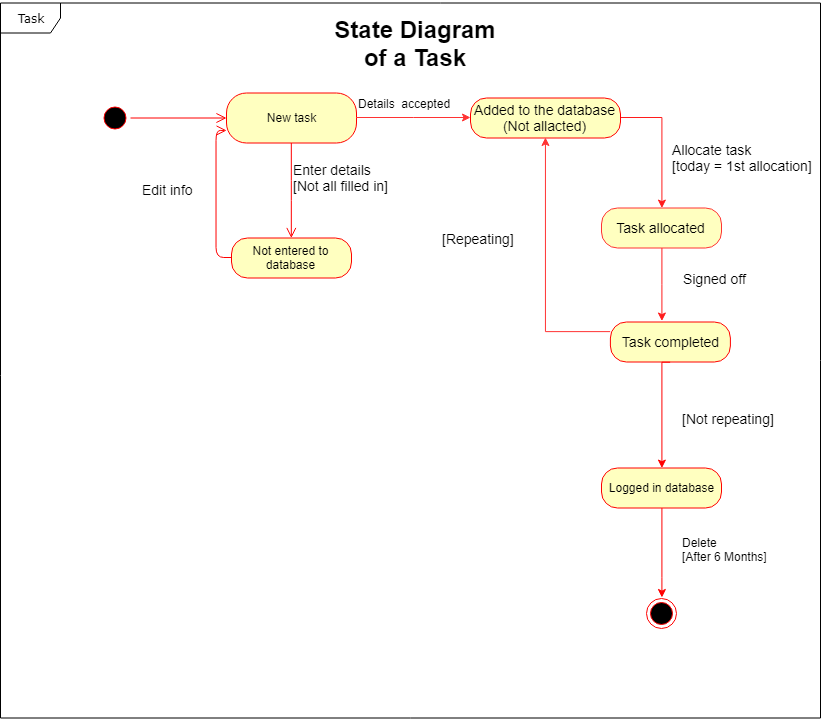 Task
State Diagram
of a Task
New task
Details  accepted
Added to the database
(Not allacted)
Allocate task
[today = 1st allocation]
Enter details
[Not all filled in]
Edit info
Not entered to
database
[Repeating]
Task allocated
Signed off
Task completed
[Not repeating]
Logged in database
Delete
[After 6 Months]